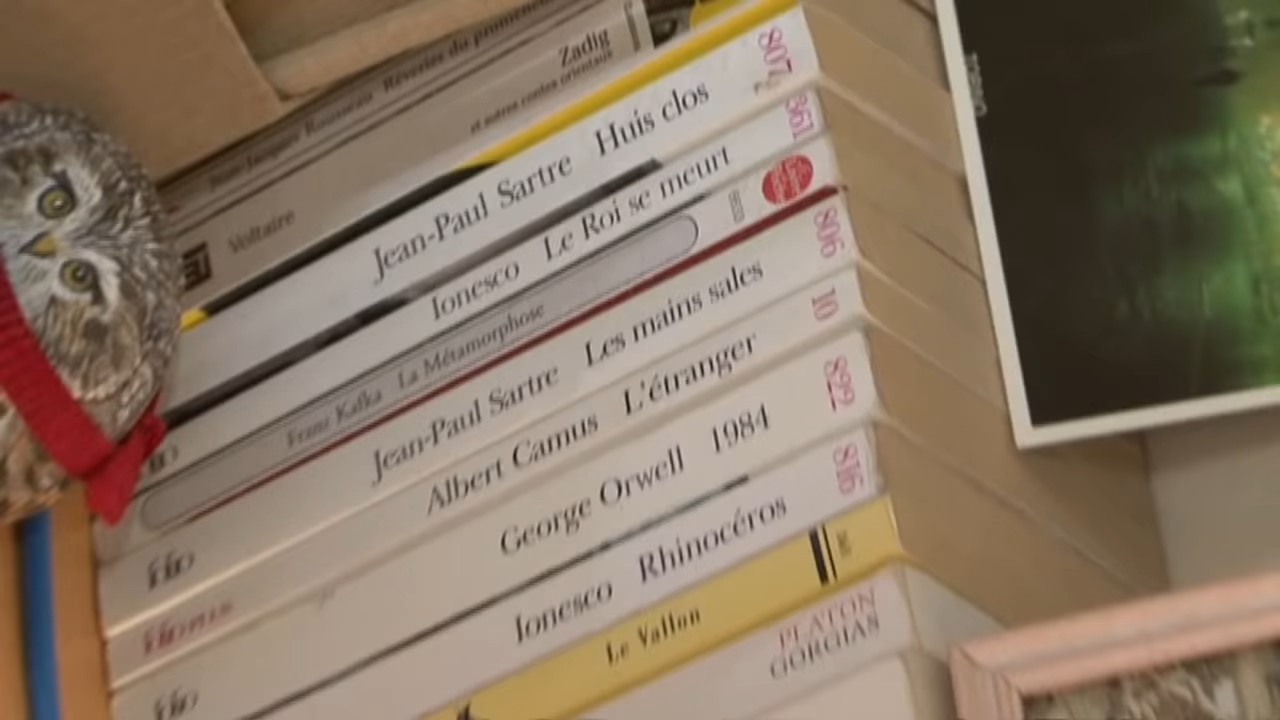 Jean-Jacques Rousseau Rêveries du promeneur
Voltaire Zadig
et autres contes orientaux
Jean-Paul Sartre Huis clos 807
Ionesco Le Roi se meurt 861
Franz Kafka La Métamorphose
folio Jean-Paul Sartre Les mains sales 806
folio Albert Camus L'étranger 10
folio George Orwell 1984 822
Ionesco Rhinocéros 816
Le Vallon
PLATON
GORGIAS